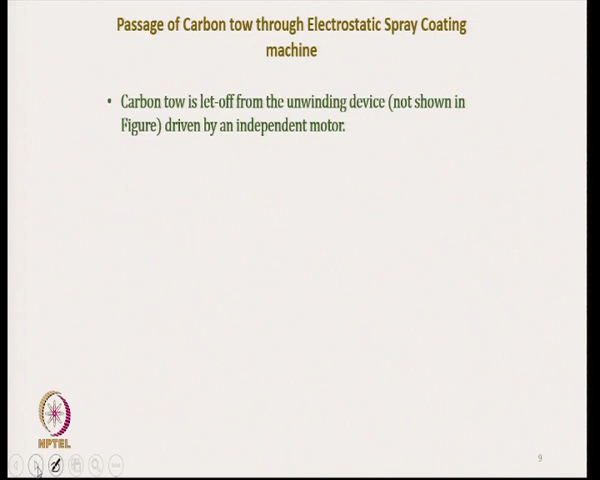 Passage of Carbon tow through Electrostatic Spray Coating
machine
• Carbon tow is let-off from the unwinding device (not shown in
Figure) driven by an independent motor.
NPTEL
9